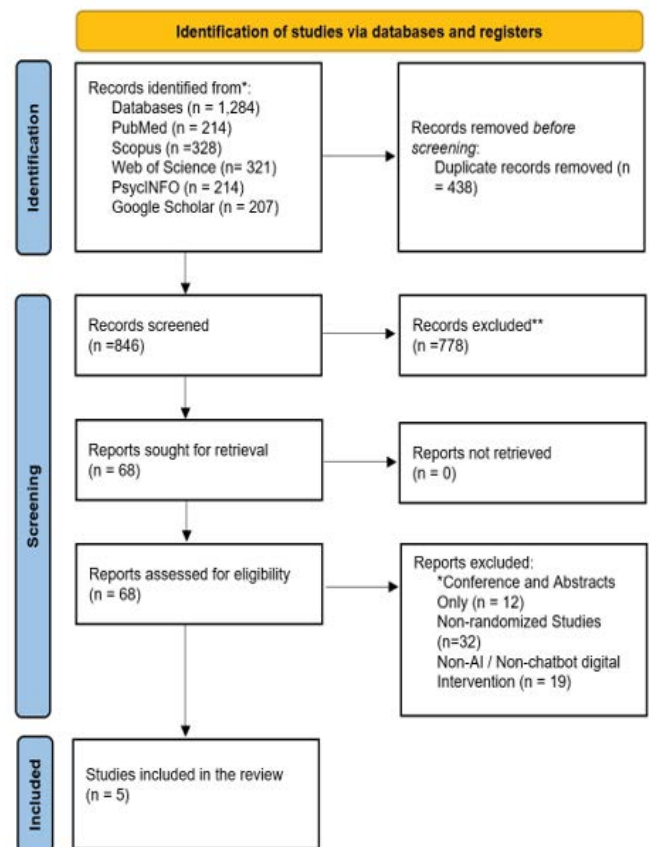 Identification of studies via databases and registers
Identification
Records identified from*:
Databases (n = 1,284)
PubMed (n = 214)
Scopus (n =328)
Web of Science (n= 321)
PsycINFO (n = 214)
Google Scholar (n = 207)
Records removed before
screening:
Duplicate records removed (n
= 438)
Screening
Records screened
(n =846)
Records excluded**
(n =778)
Reports sought for retrieval
(n = 68)
Reports not retrieved
(n = 0)
Reports assessed for eligibility
(n = 68)
Reports excluded:
*Conference and Abstracts
Only (n = 12)
Non-randomized Studies
(n=32)
Non-AI / Non-chatbot digital
Intervention (n = 19)
Included
Studies included in the review
(n = 5)